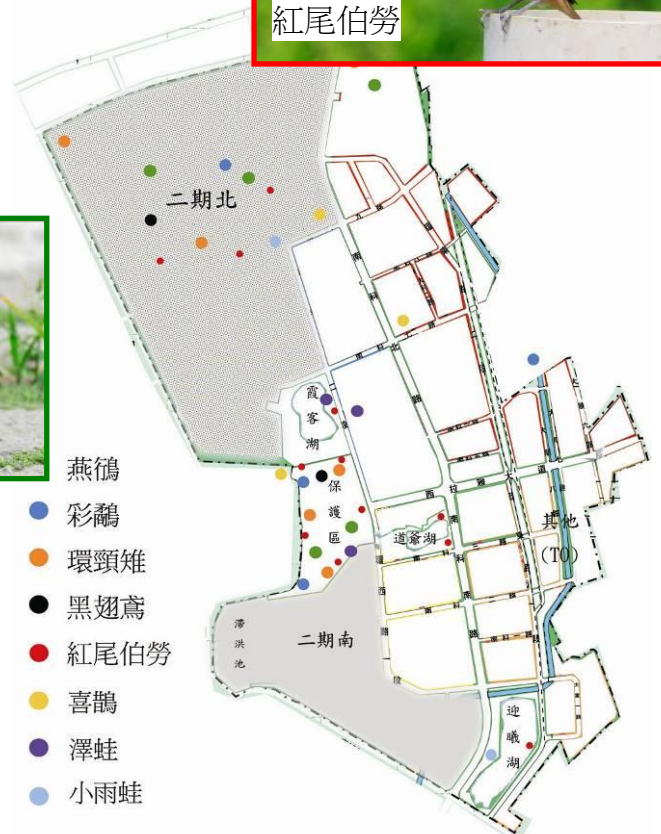 紅尾伯勞
二期北
霞客湖
保護區
道爺湖
其他
(T0)
滯洪池
二期南
迎曦湖
燕鴴
彩鷸
環頸雉
黑翅鳶
紅尾伯勞
喜鵲
澤蛙
小雨蛙